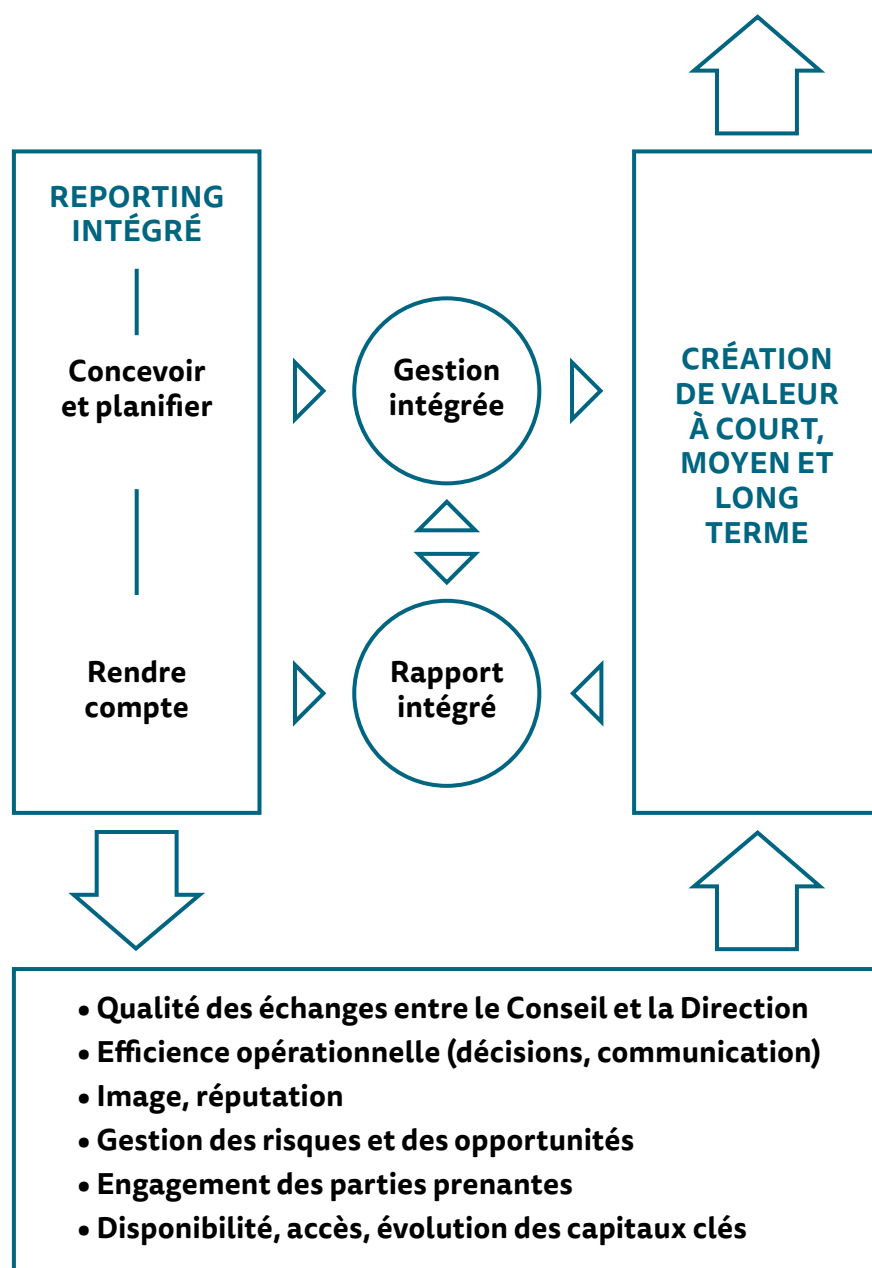 REPORTING
INTÉGRÉ
Concevoir
et planifier
Rendre
compte
Gestion
intégrée
Rapport
intégré
CRÉATION
DE VALEUR
À COURT,
MOYEN ET
LONG
TERME
• Qualité des échanges entre le Conseil et la Direction
• Efficience opérationnelle (décisions, communication)
• Image, réputation
• Gestion des risques et des opportunités
• Engagement des parties prenantes
• Disponibilité, accès, évolution des capitaux clés